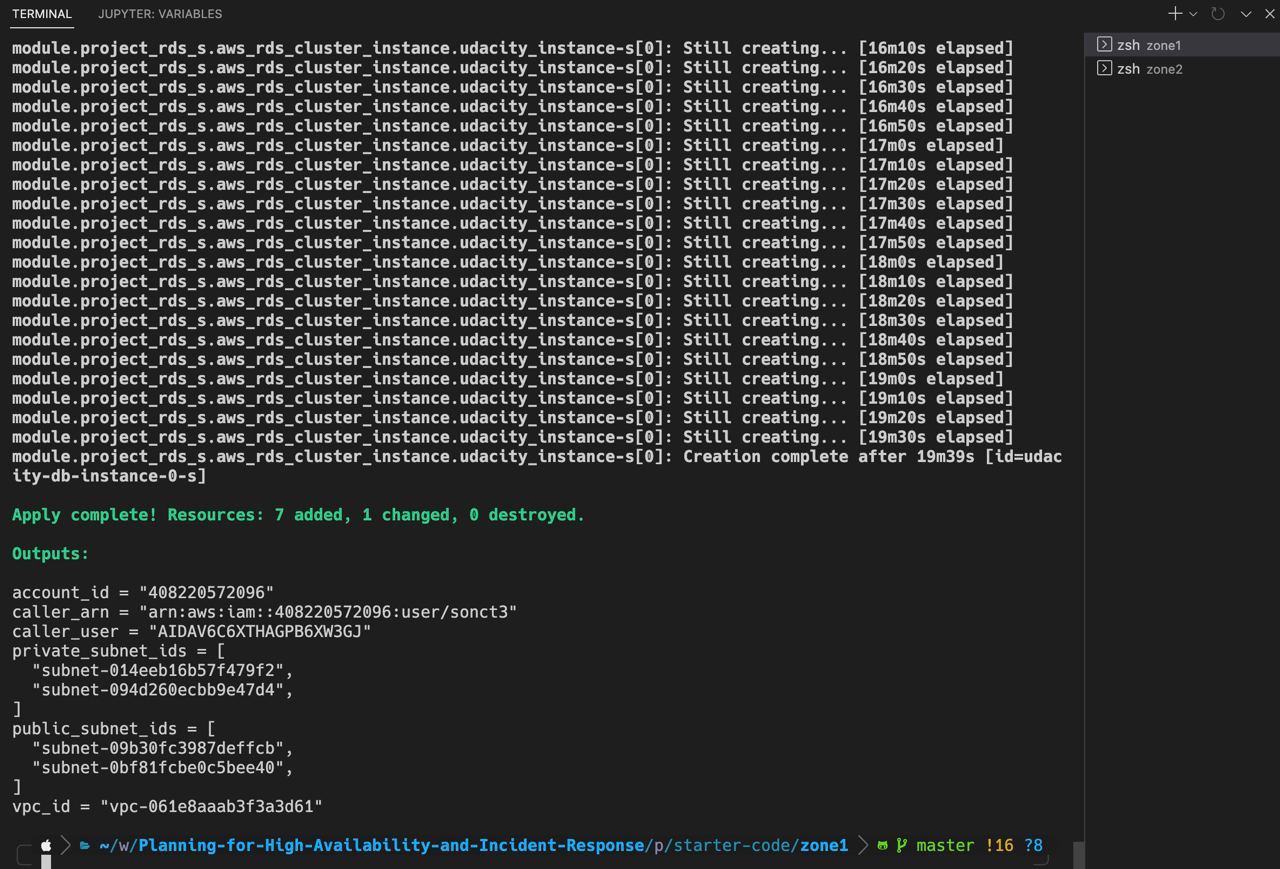 TERMINAL JUPYTER: VARIABLES
zsh zone1
zsh zone2
module.project_rds_s.aws_rds_cluster_instance.udacity_instance-s[0]: Still creating... [16m10s elapsed]
module.project_rds_s.aws_rds_cluster_instance.udacity_instance-s[0]: Still creating... [16m20s elapsed]
module.project_rds_s.aws_rds_cluster_instance.udacity_instance-s[0]: Still creating... [16m30s elapsed]
module.project_rds_s.aws_rds_cluster_instance.udacity_instance-s[0]: Still creating... [16m40s elapsed]
module.project_rds_s.aws_rds_cluster_instance.udacity_instance-s[0]: Still creating... [16m50s elapsed]
module.project_rds_s.aws_rds_cluster_instance.udacity_instance-s[0]: Still creating... [17m0s elapsed]
module.project_rds_s.aws_rds_cluster_instance.udacity_instance-s[0]: Still creating... [17m10s elapsed]
module.project_rds_s.aws_rds_cluster_instance.udacity_instance-s[0]: Still creating... [17m20s elapsed]
module.project_rds_s.aws_rds_cluster_instance.udacity_instance-s[0]: Still creating... [17m30s elapsed]
module.project_rds_s.aws_rds_cluster_instance.udacity_instance-s[0]: Still creating... [17m40s elapsed]
module.project_rds_s.aws_rds_cluster_instance.udacity_instance-s[0]: Still creating... [17m50s elapsed]
module.project_rds_s.aws_rds_cluster_instance.udacity_instance-s[0]: Still creating... [18m0s elapsed]
module.project_rds_s.aws_rds_cluster_instance.udacity_instance-s[0]: Still creating... [18m10s elapsed]
module.project_rds_s.aws_rds_cluster_instance.udacity_instance-s[0]: Still creating... [18m20s elapsed]
module.project_rds_s.aws_rds_cluster_instance.udacity_instance-s[0]: Still creating... [18m30s elapsed]
module.project_rds_s.aws_rds_cluster_instance.udacity_instance-s[0]: Still creating... [18m40s elapsed]
module.project_rds_s.aws_rds_cluster_instance.udacity_instance-s[0]: Still creating... [18m50s elapsed]
module.project_rds_s.aws_rds_cluster_instance.udacity_instance-s[0]: Still creating... [19m0s elapsed]
module.project_rds_s.aws_rds_cluster_instance.udacity_instance-s[0]: Still creating... [19m10s elapsed]
module.project_rds_s.aws_rds_cluster_instance.udacity_instance-s[0]: Still creating... [19m20s elapsed]
module.project_rds_s.aws_rds_cluster_instance.udacity_instance-s[0]: Still creating... [19m30s elapsed]
module.project_rds_s.aws_rds_cluster_instance.udacity_instance-s[0]: Creation complete after 19m39s [id=udac
ity-db-instance-0-s]
Apply complete! Resources: 7 added, 1 changed, 0 destroyed.
Outputs:
account_id = "408220572096"
caller_arn = "arn:aws:iam::408220572096:user/sonct3"
caller_user = "AIDAV6C6XTHAGPB6XW3GJ"
private_subnet_ids = [
"subnet-014eeb16b57f479f2",
"subnet-094d260ecbb9e47d4",
]
public_subnet_ids = [
"subnet-09b30fc3987deffcb",
"subnet-0bf81fcbe0c5bee40",
]
vpc_id = "vpc-061e8aaab3f3a3d61"
~/w/Planning-for-High-Availability-and-Incident-Response/p/starter-code/zone1 master !16 ?8